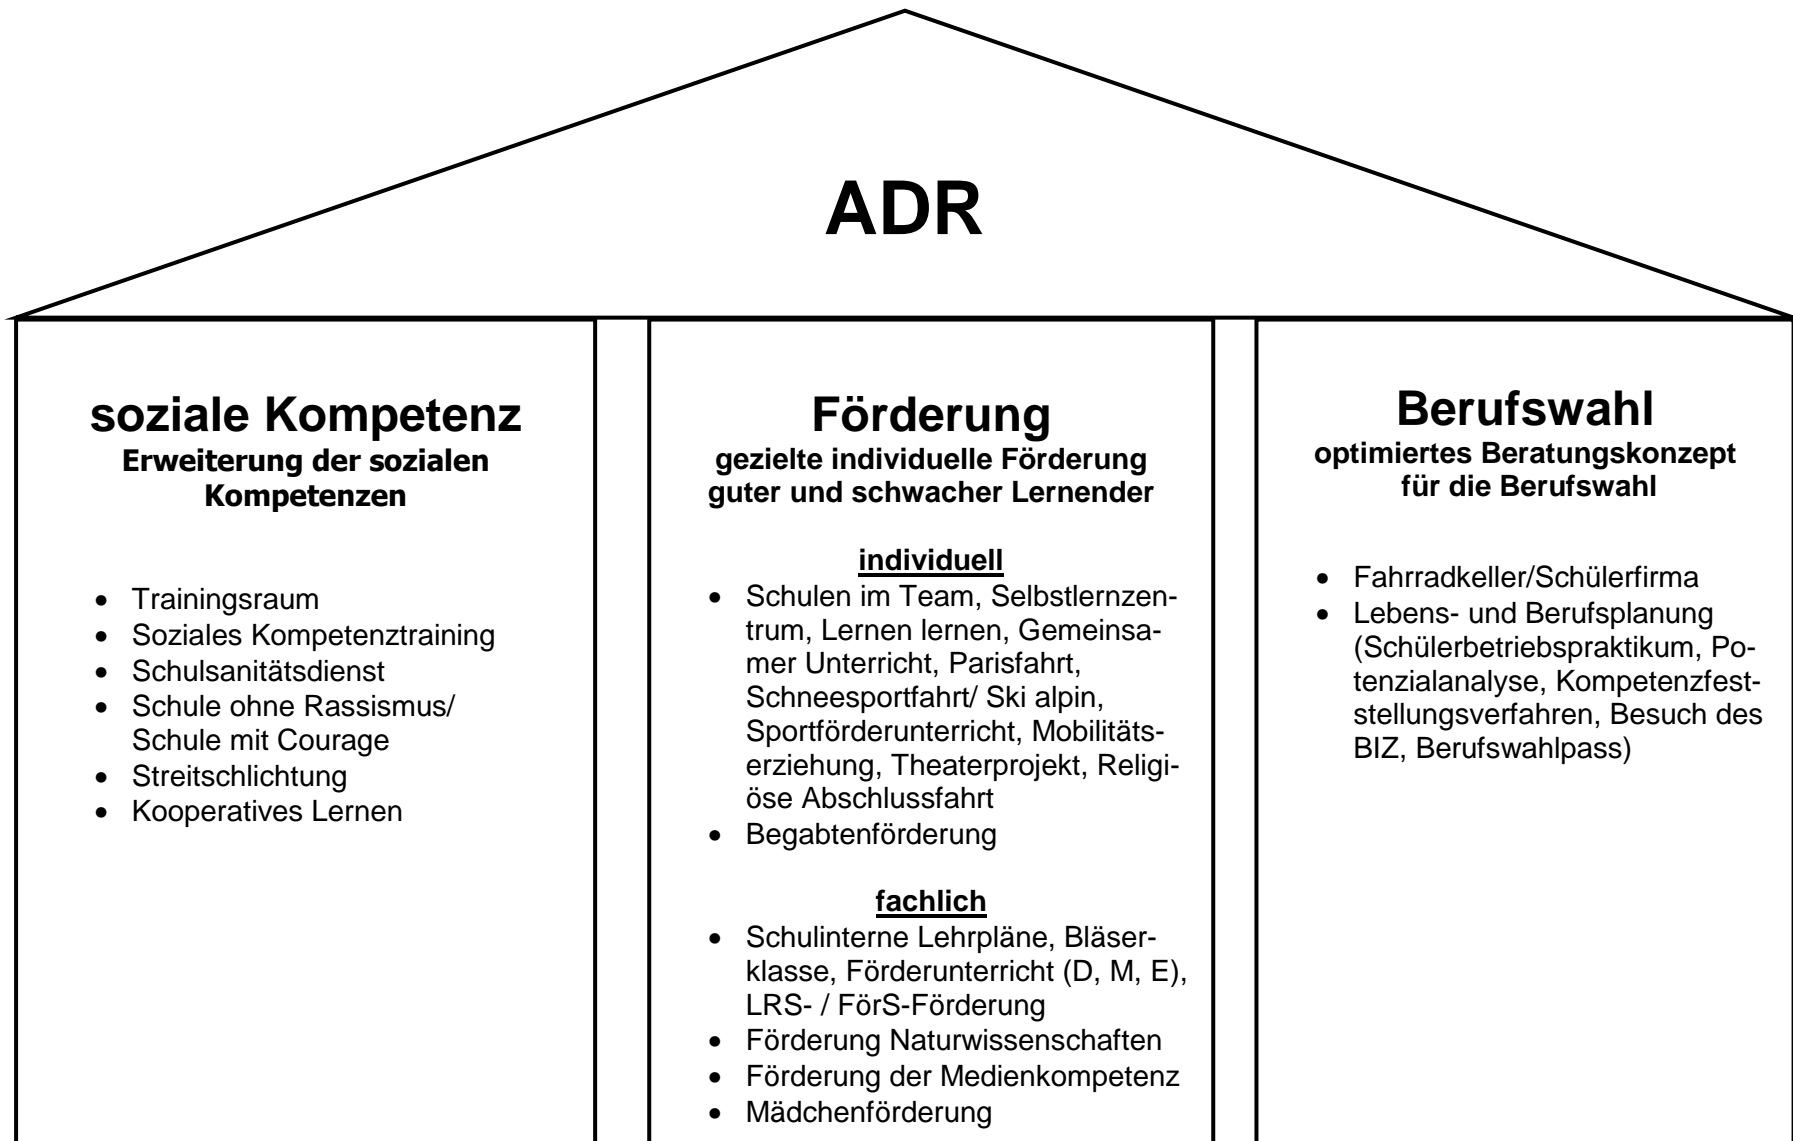 ADR
soziale Kompetenz
Erweiterung der sozialen
Kompetenzen
• Trainingsraum
• Soziales Kompetenztraining
• Schulsanitätsdienst
• Schule ohne Rassismus/
Schule mit Courage
• Streitschlichtung
• Kooperatives Lernen
Förderung
gezielte individuelle Förderung
guter und schwacher Lernender
individuell
• Schulen im Team, Selbstlernzen-
trum, Lernen lernen, Gemeinsa-
mer Unterricht, Parisfahrt,
Schneesportfahrt/ Ski alpin,
Sportförderunterricht, Mobilitäts-
erziehung, Theaterprojekt, Religi-
öse Abschlussfahrt
• Begabtenförderung
fachlich
• Schulinterne Lehrpläne, Bläser-
klasse, Förderunterricht (D, M, E),
LRS- / FörS-Förderung
• Förderung Naturwissenschaften
• Förderung der Medienkompetenz
• Mädchenförderung
Berufswahl
optimiertes Beratungskonzept
für die Berufswahl
• Fahrradkeller/Schülerfirma
• Lebens- und Berufsplanung
(Schülerbetriebspraktikum, Po-
tenzialanalyse, Kompetenzfest-
stellungsverfahren, Besuch des
BIZ, Berufswahlpass)